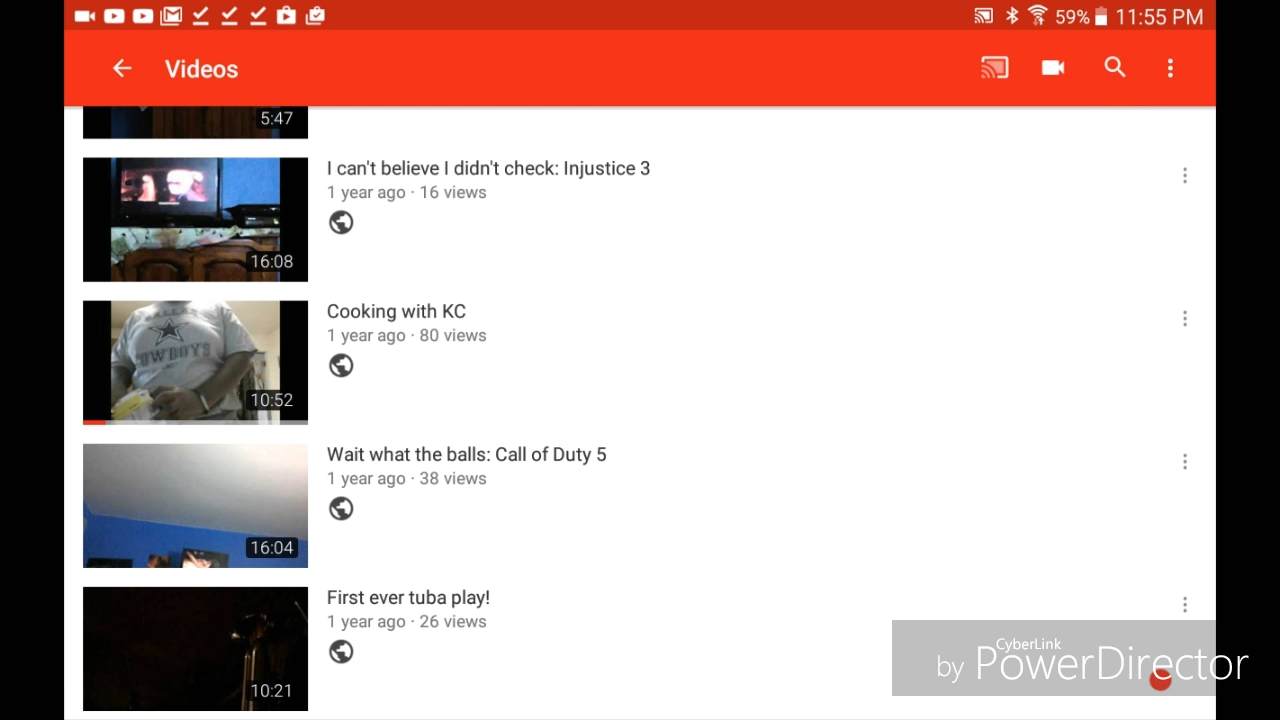 59% 11:55 PM
Videos
5:47
I can't believe I didn't check: Injustice 3
1 year ago · 16 views
16:08
Cooking with KC
1 year ago · 80 views
DALLAS
COWBOYS
10:52
Wait what the balls: Call of Duty 5
1 year ago · 38 views
16:04
First ever tuba play!
1 year ago · 26 views
10:21
CyberLink
by PowerDirector